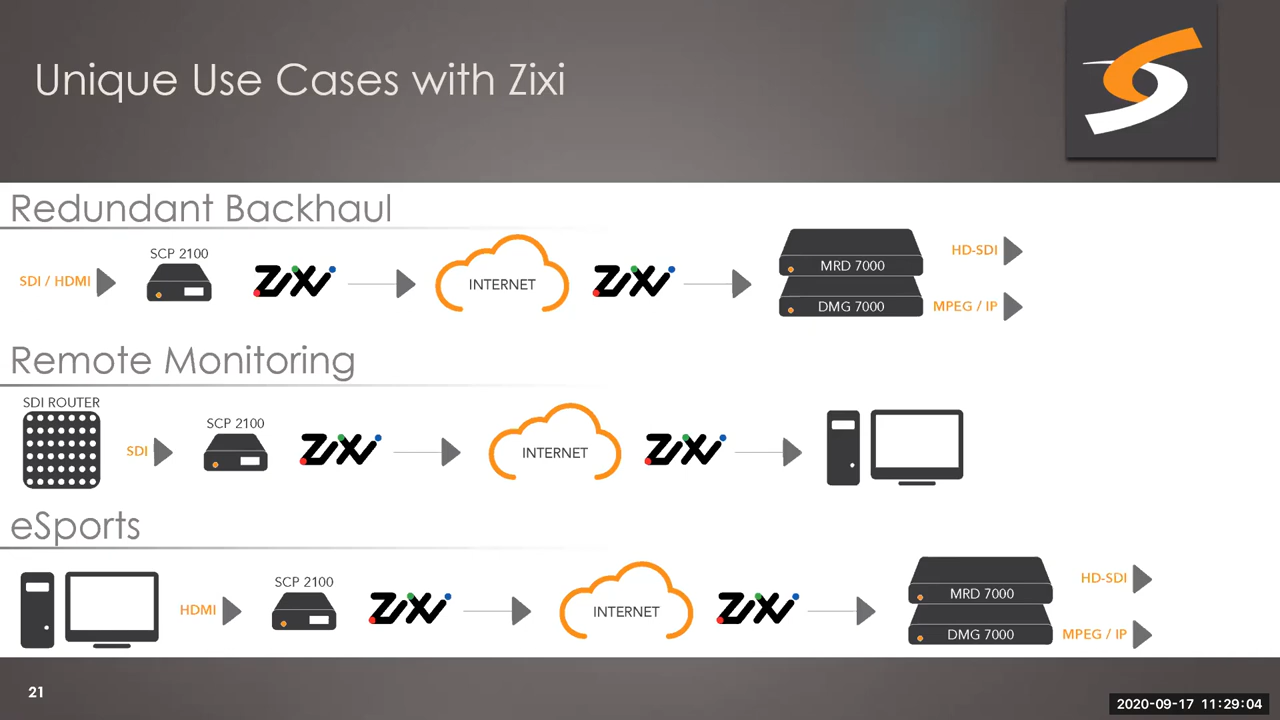 Unique Use Cases with Zixi
Redundant Backhaul
SCP 2100
SDI / HDMI
ZiXi
INTERNET
ZiXi
MRD 7000
DMG 7000
HD-SDI
MPEG / IP
Remote Monitoring
SDI ROUTER
SDI
SCP 2100
ZiXi
INTERNET
ZiXi
eSports
HDMI
SCP 2100
ZiXi
INTERNET
ZiXi
MRD 7000
DMG 7000
HD-SDI
MPEG / IP
21
2020-09-17 11:29:04